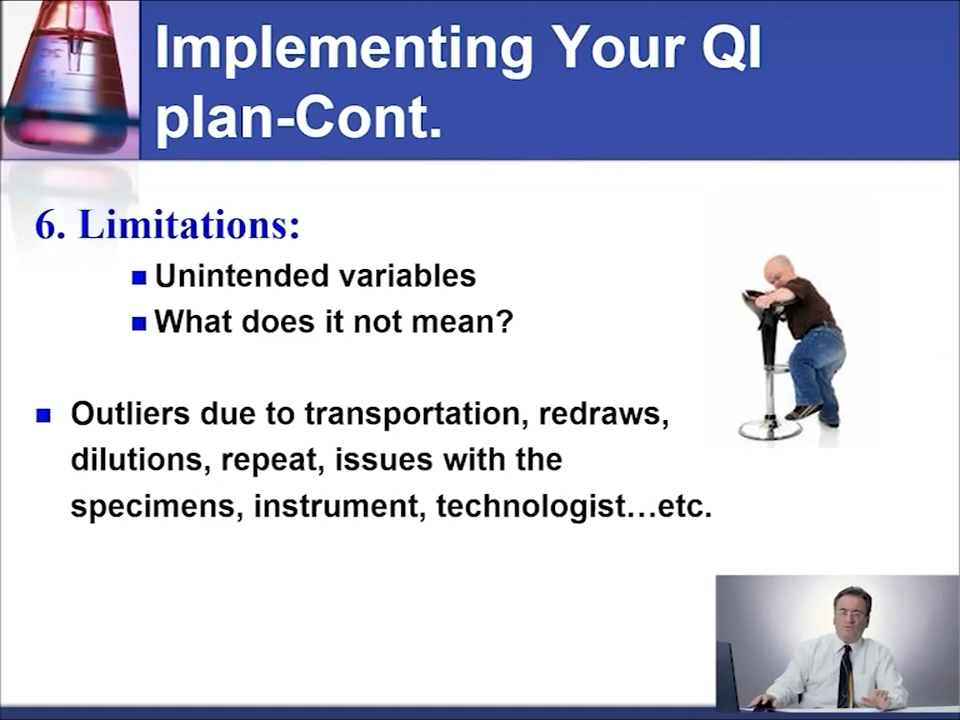 Implementing Your QI
plan-Cont.
6. Limitations:
Unintended variables
What does it not mean?
Outliers due to transportation, redraws,
dilutions, repeat, issues with the
specimens, instrument, technologist…etc.